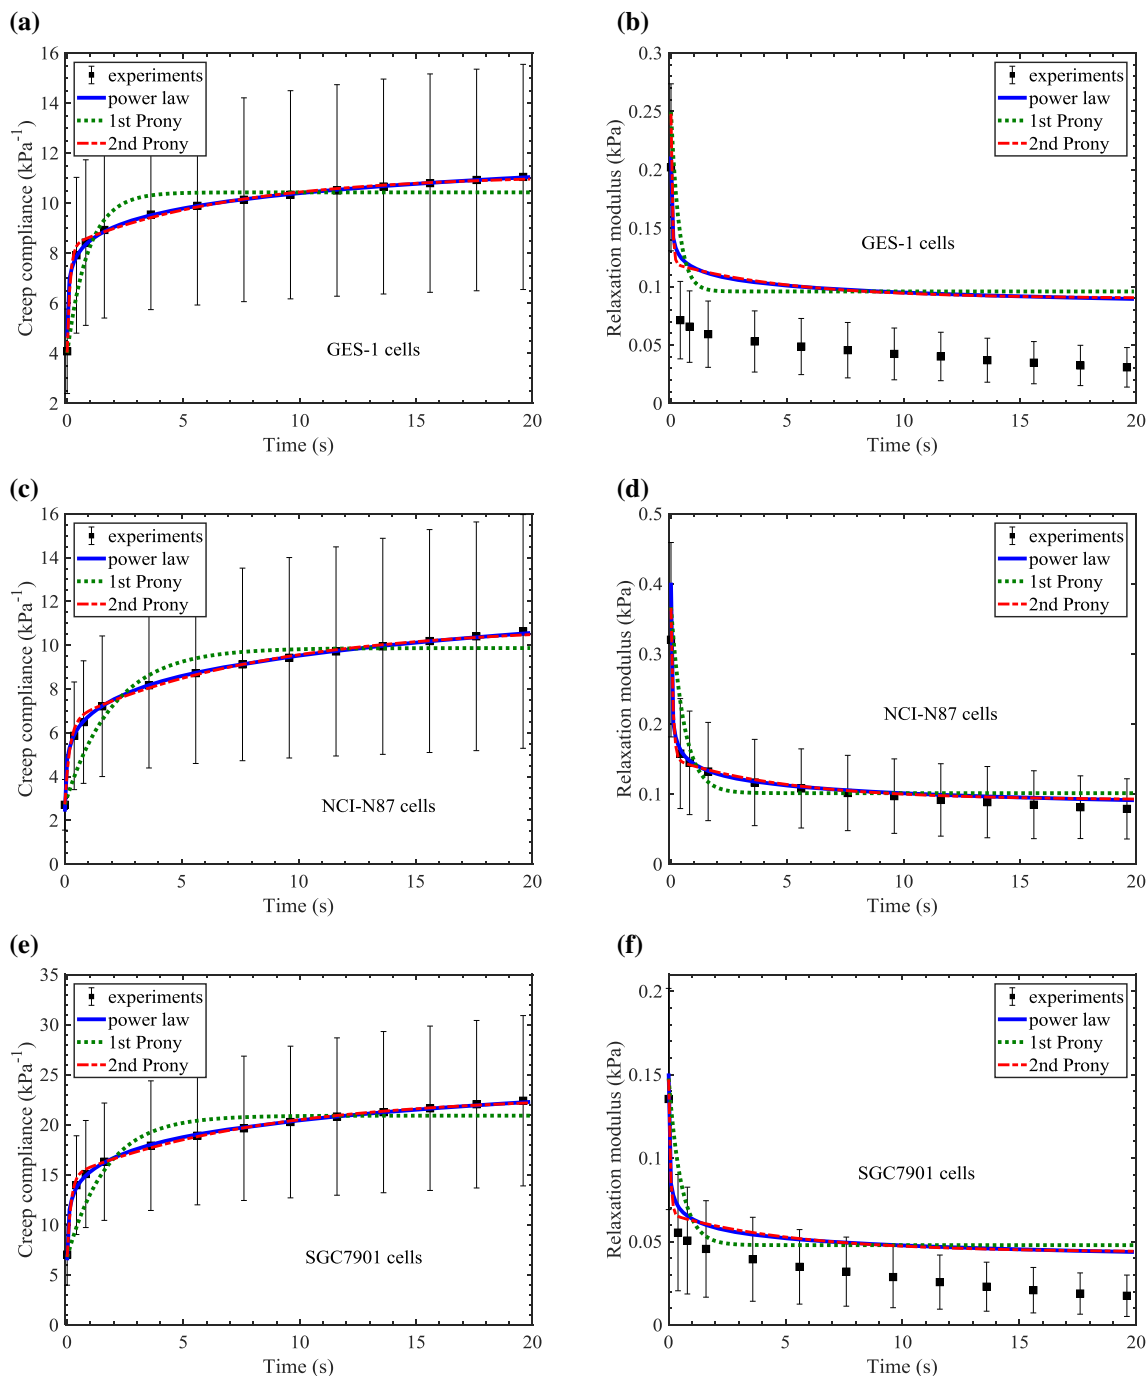 (a)
16
14
12
10
8
6
4
2
0
5
10
15
20
Creep compliance (kPa-1)
Time (s)
experiments
power law
1st Prony
2nd Prony
GES-1 cells
(b)
0.3
0.25
0.2
0.15
0.1
0.05
0
0
5
10
15
20
Relaxation modulus (kPa)
Time (s)
experiments
power law
1st Prony
2nd Prony
GES-1 cells
(c)
16
14
12
10
8
6
4
2
0
0
5
10
15
20
Creep compliance (kPa-1)
Time (s)
experiments
power law
1st Prony
2nd Prony
NCI-N87 cells
(d)
0.5
0.4
0.3
0.2
0.1
0
0
5
10
15
20
Relaxation modulus (kPa)
Time (s)
experiments
power law
1st Prony
2nd Prony
NCI-N87 cells
(e)
35
30
25
20
15
10
5
0
0
5
10
15
20
Creep compliance (kPa-1)
Time (s)
experiments
power law
1st Prony
2nd Prony
SGC7901 cells
(f)
0.2
0.15
0.1
0.05
0
0
5
10
15
20
Relaxation modulus (kPa)
Time (s)
experiments
power law
1st Prony
2nd Prony
SGC7901 cells